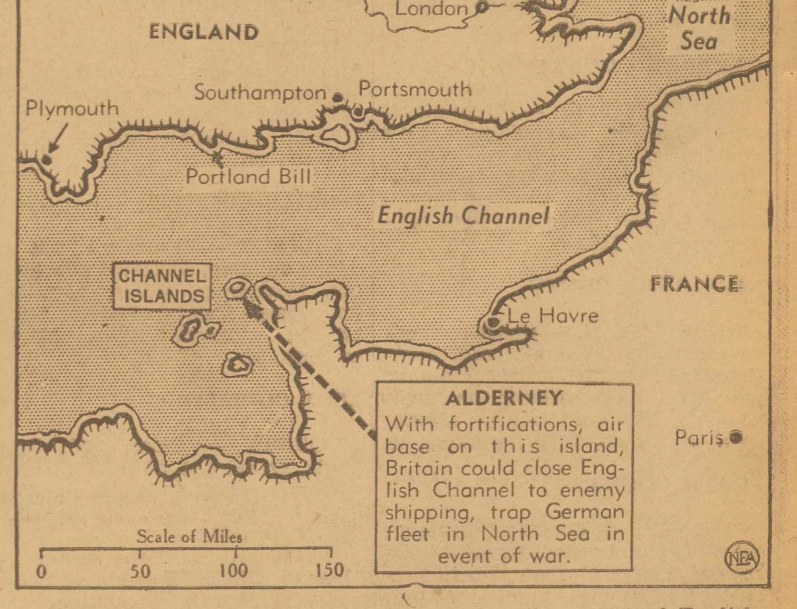 London
North
Sea
ENGLAND
Southampton
Portsmouth
Plymouth
Portland Bill
English Channel
CHANNEL
ISLANDS
FRANCE
Le Havre
ALDERNEY
With fortifications, air
base on this island,
Britain could close Eng-
lish Channel to enemy
shipping, trap German
fleet in North Sea in
event of war.
Paris
Scale of Miles
0 50 100 150
NEA